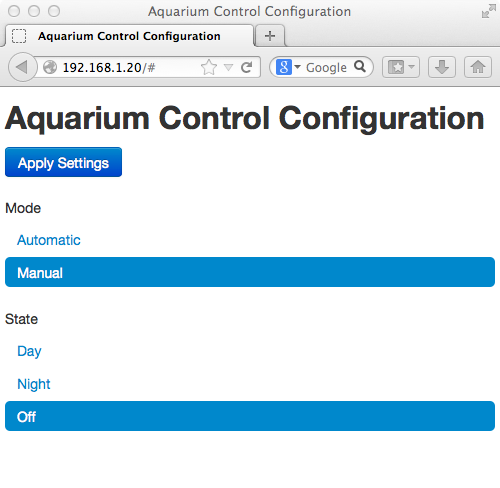 Aquarium Control Configuration
Aquarium Control Configuration
192.168.1.20/#
Google
Aquarium Control Configuration
Apply Settings
Mode
Automatic
Manual
State
Day
Night
Off